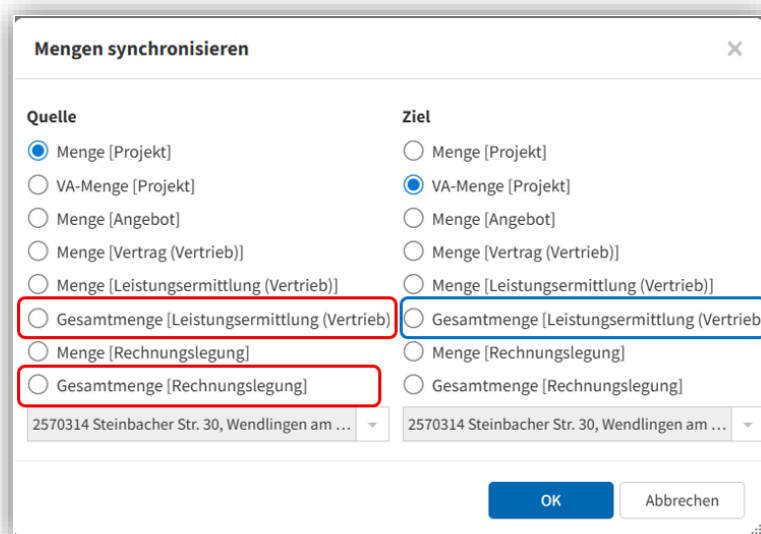 Mengen synchronisieren
Quelle
Menge [Projekt]
VA-Menge [Projekt]
Menge [Angebot]
Menge [Vertrag (Vertrieb)]
Menge [Leistungsermittlung (Vertrieb)]
Gesamtmenge [Leistungsermittlung (Vertrieb)
Menge [Rechnungslegung]
Gesamtmenge [Rechnungslegung]
2570314 Steinbacher Str. 30, Wendlingen am ...
Ziel
Menge [Projekt]
VA-Menge [Projekt]
Menge [Angebot]
Menge [Vertrag (Vertrieb)]
Menge [Leistungsermittlung (Vertrieb)]
Gesamtmenge [Leistungsermittlung (Vertrieb
Menge [Rechnungslegung]
Gesamtmenge [Rechnungslegung]
2570314 Steinbacher Str. 30, Wendlingen am ...
OK
Abbrechen